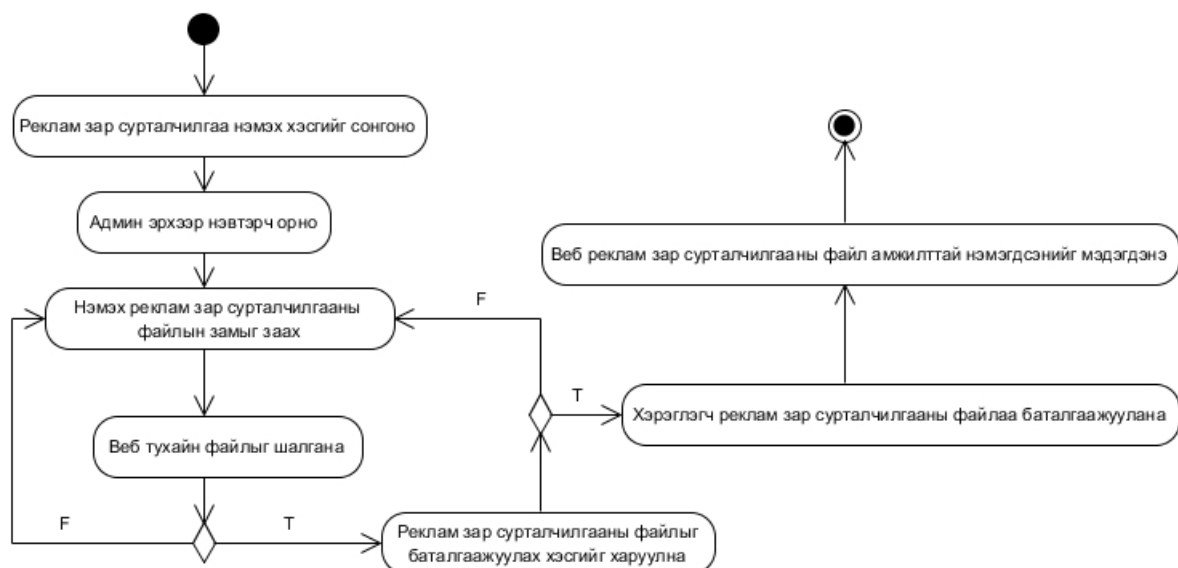 Реклам зар сурталчилгаа нэмэх хэсгийг сонгоно
Админ эрхээр нэвтэрч орно
Нэмэх реклам зар сурталчилгааны
файлын замыг заах
Веб тухайн файлыг шалгана
F
T
Реклам зар сурталчилгааны файлыг
баталгаажуулах хэсгийг харуулна
F
T
Хэрэглэгч реклам зар сурталчилгааны файлаа баталгаажуулана
Веб реклам зар сурталчилгааны файл амжилттай нэмэгдсэнийг мэдэгдэнэ